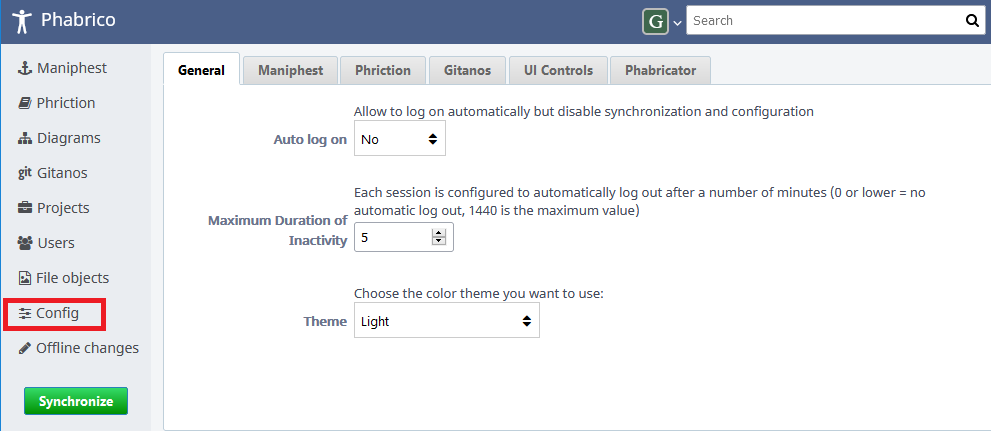 Phabrico
G
Search
Maniphest
Phriction
Diagrams
git Gitanos
Projects
Users
File objects
Config
Offline changes
Synchronize
General Maniphest Phriction Gitanos UI Controls Phabricator
Allow to log on automatically but disable synchronization and configuration
Auto log on No
Each session is configured to automatically log out after a number of minutes (0 or lower = no
automatic log out, 1440 is the maximum value)
Maximum Duration of
Inactivity 5
Choose the color theme you want to use:
Theme Light